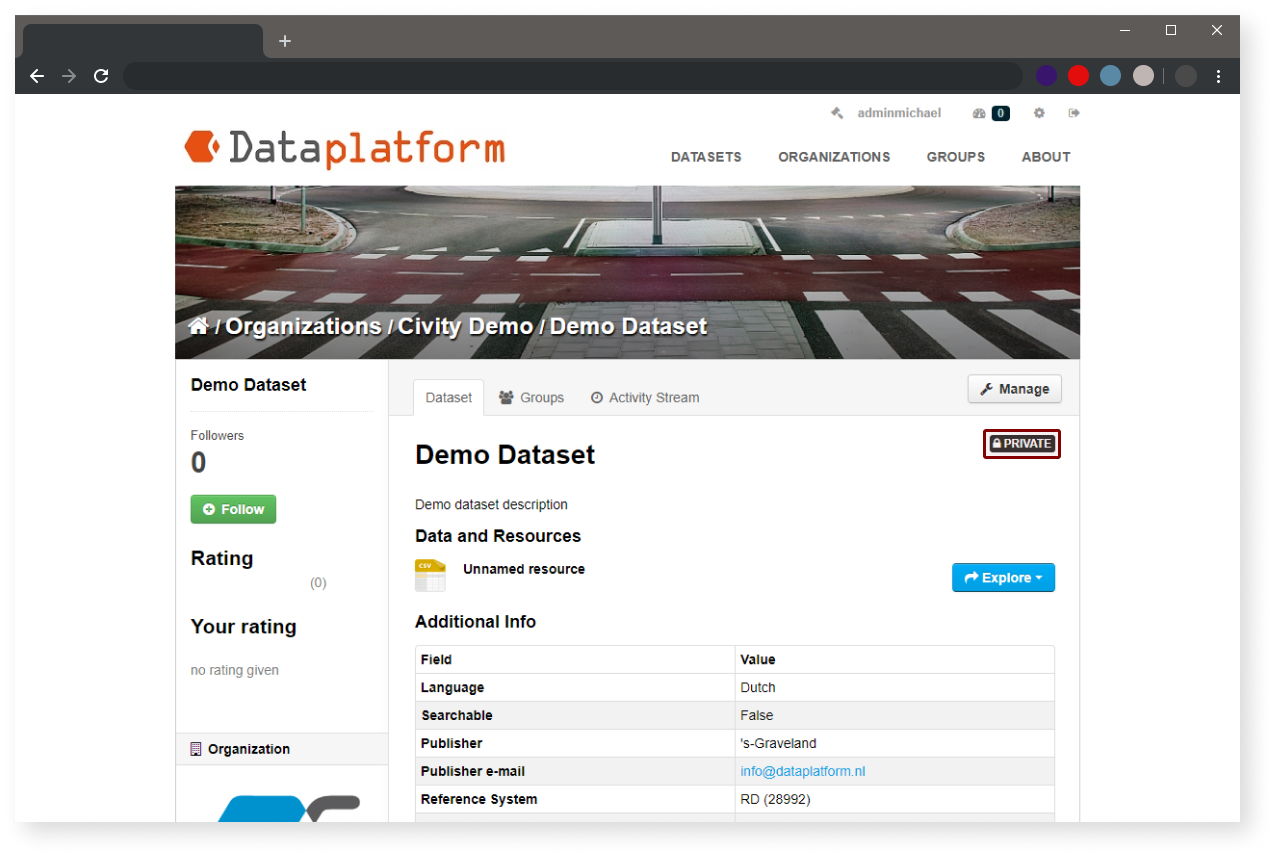 adminmichael 0
Dataplatform
DATASETS ORGANIZATIONS GROUPS ABOUT
/ Organizations / Civity Demo / Demo Dataset
Demo Dataset
Followers
0
Follow
Rating
(0)
Your rating
no rating given
Organization
Dataset Groups Activity Stream
Manage
PRIVATE
Demo Dataset
Demo dataset description
Data and Resources
CSV
Unnamed resource
Explore
Additional Info
Field Value
Language Dutch
Searchable False
Publisher 's-Graveland
Publisher e-mail info@dataplatform.nl
Reference System RD (28992)